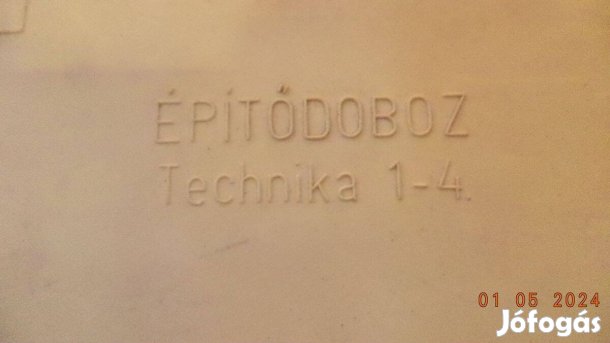 ÉPÍTŐDOBOZ
Technika 1-4.
01 05 2024
Jófogás